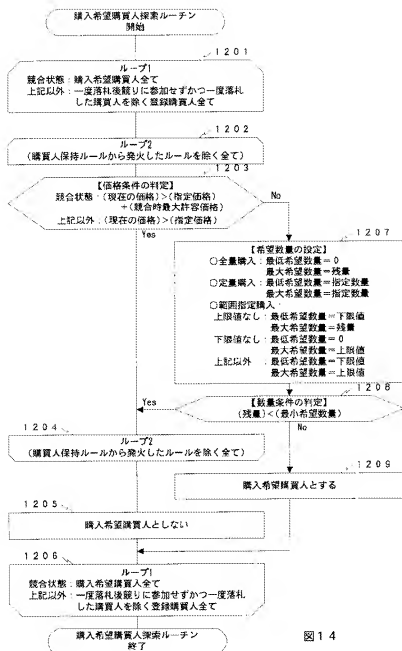 購入希望購買人探索ルーチン
開始
1201
ループ1
競合状態：購入希望購買人全て
上記以外：一度落札後競りに参加せずかつ一度落札
した購買人を除く登録購買人全て
1202
ループ2
(購買人保持ルールから発火したルールを除く全て)
1203
【価格条件の判定】
競合状態：(現在の価格)>(指定価格)
+(競合時最大許容価格)
上記以外：(現在の価格)>(指定価格)
No
Yes
1207
【希望数量の設定】
○全量購入：最低希望数量=0
最大希望数量=残量
○定量購入：最低希望数量=指定数量
最大希望数量=指定数量
○範囲指定購入：
上限値なし：最低希望数量=下限値
最大希望数量=残量
下限値なし：最低希望数量=0
最大希望数量=上限値
上記以外：最低希望数量=下限値
最大希望数量=上限値
1208
【数量条件の判定】
(残量)<(最小希望数量)
Yes
No
1204
ループ2
(購買人保持ルールから発火したルールを除く全て)
1209
購入希望購買人とする
1205
購入希望購買人としない
1206
ループ1
競合状態：購入希望購買人全て
上記以外：一度落札後競りに参加せずかつ一度落札
した購買人を除く登録購買人全て
購入希望購買人探索ルーチン
終了
図14